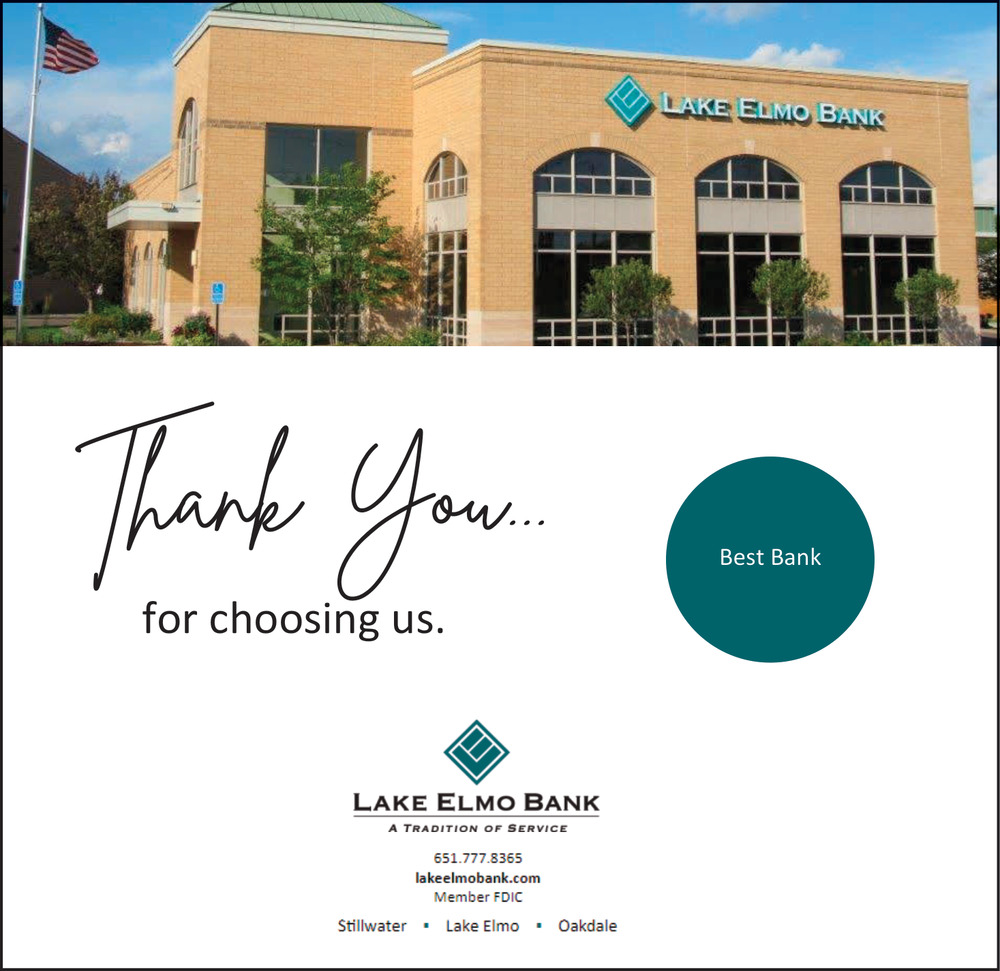 LAKE ELMO BANK
Thank You...
for choosing us.
Best Bank
LAKE ELMO BANK
A TRADITION OF SERVICE
651.777.8365
lakeelmobank.com
Member FDIC
Stillwater ▪ Lake Elmo ▪ Oakdale